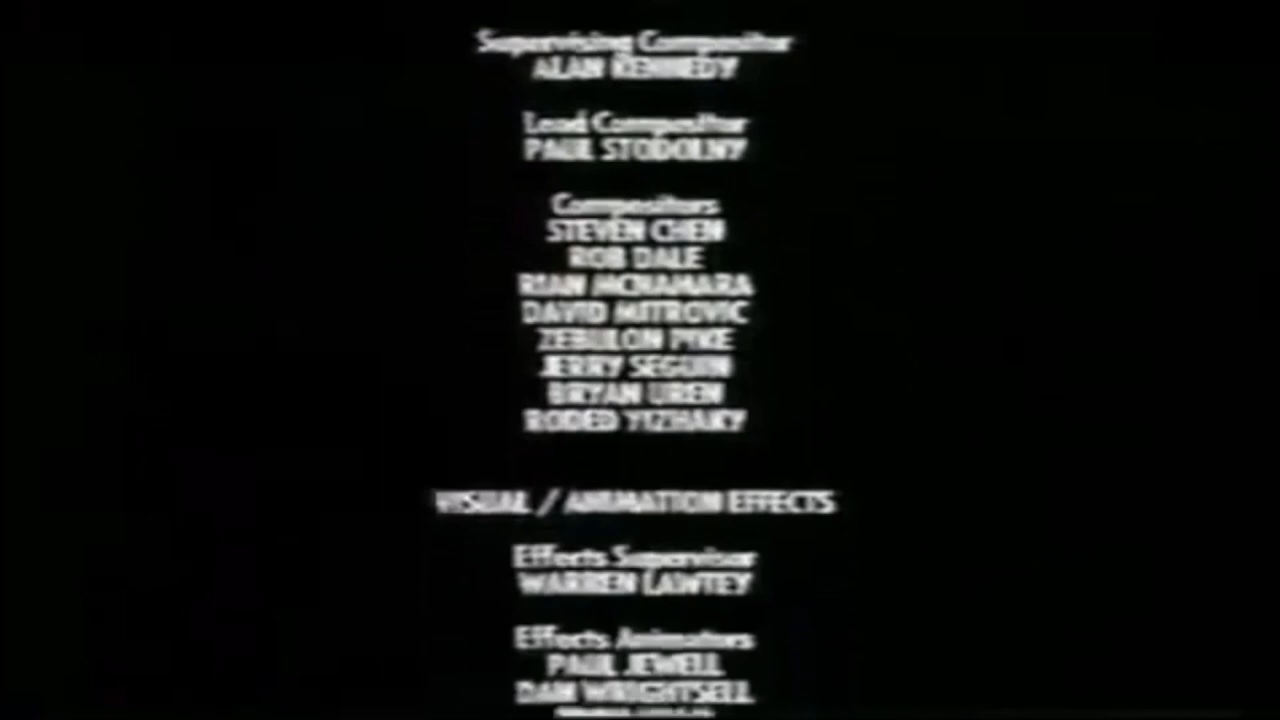 Supervising Compositor
ALAN KENNEDY
Lead Compositor
PAUL STODOLNY
Compositors
STEVEN CHEN
ROB DALE
RIAN MCNAMARA
DAVID MITROVIC
ZEBULON PIKE
JERRY SEGUIN
BRYAN UREN
RODED YIZHAKY
VISUAL / ANIMATION EFFECTS
Effects Supervisor
WARREN LAWTEY
Effects Animators
PAUL JEWELL
DAN WRIGHTSELL